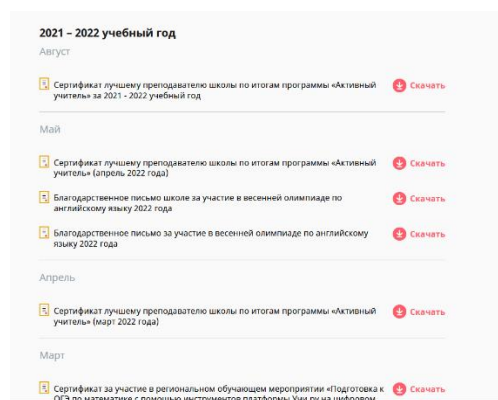 2021 – 2022 учебный год
Август
Сертификат лучшему преподавателю школы по итогам программы «Активный
учитель» за 2021 - 2022 учебный год
Скачать
Май
Сертификат лучшему преподавателю школы по итогам программы «Активный
учитель» (апрель 2022 года)
Скачать
Благодарственное письмо школе за участие в весенней олимпиаде по
английскому языку 2022 года
Скачать
Благодарственное письмо за участие в весенней олимпиаде по английскому
языку 2022 года
Скачать
Апрель
Сертификат лучшему преподавателю школы по итогам программы «Активный
учитель» (март 2022 года)
Скачать
Март
Сертификат за участие в региональном обучающем мероприятии «Подготовка к
ОГЭ по математике с помощью инструментов платформы Учи.ру на цифровом
Скачать